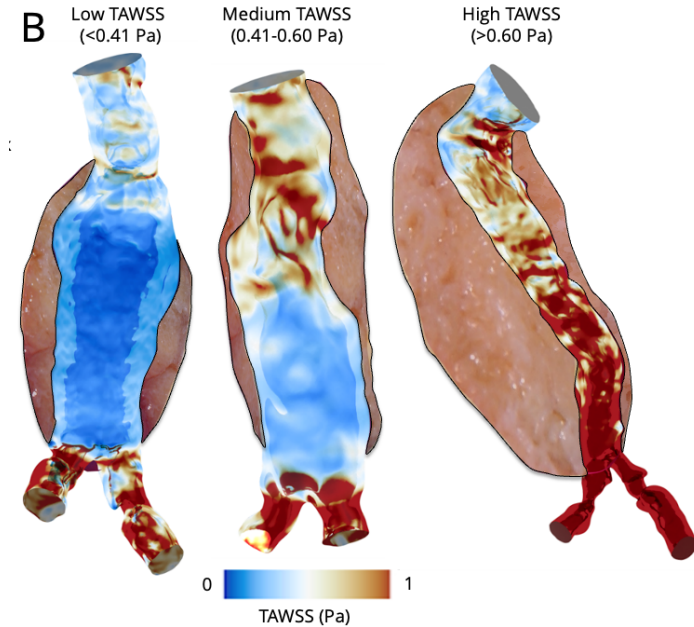 B
Low TAWSS
(<0.41 Pa)
Medium TAWSS
(0.41-0.60 Pa)
High TAWSS
(>0.60 Pa)
0
1
TAWSS (Pa)